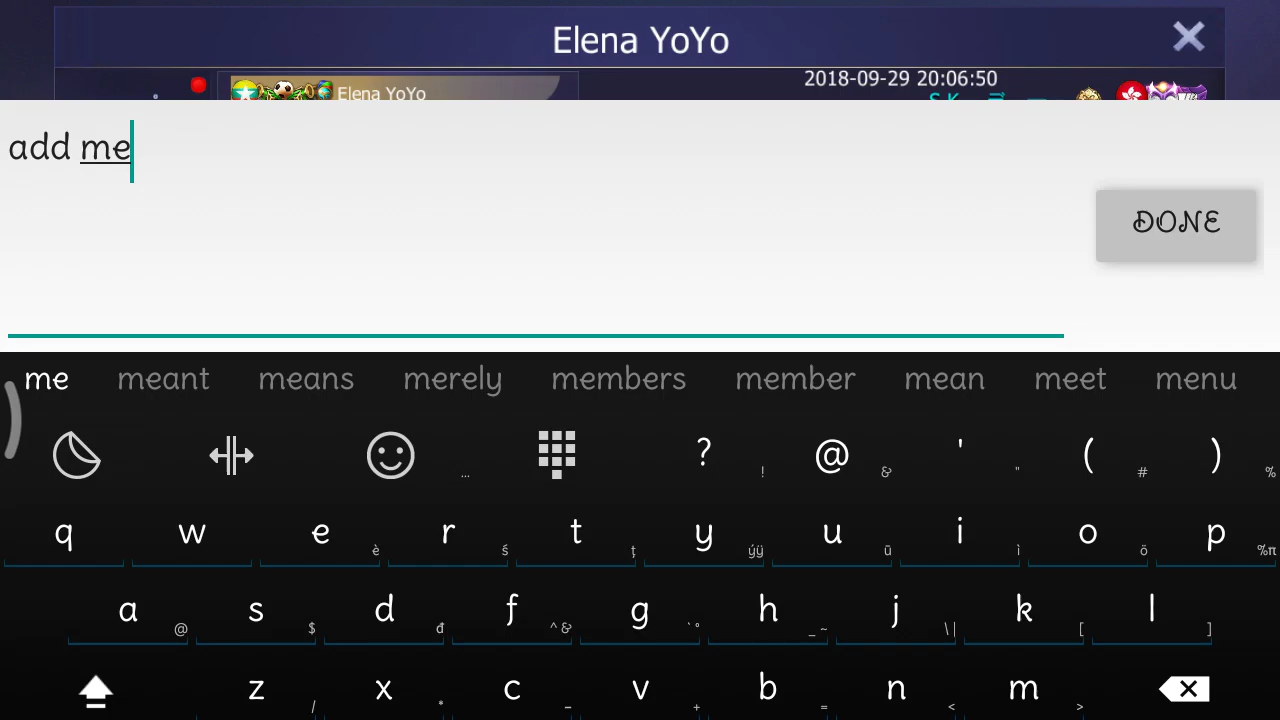 Elena YoYo
Elena YoYo
2018-09-29 20:06:50
add me
DONE
me meant means merely members member mean meet menu
... ? ! @ & ' " ( # ) %
q w e è r ś t ţ y ýÿ u ū i ì o ö p %π
a @ s $ d đ f ^ & g ` ° h _ ~ j \ | k [ l ]
z / x * c - v + b = n < m >